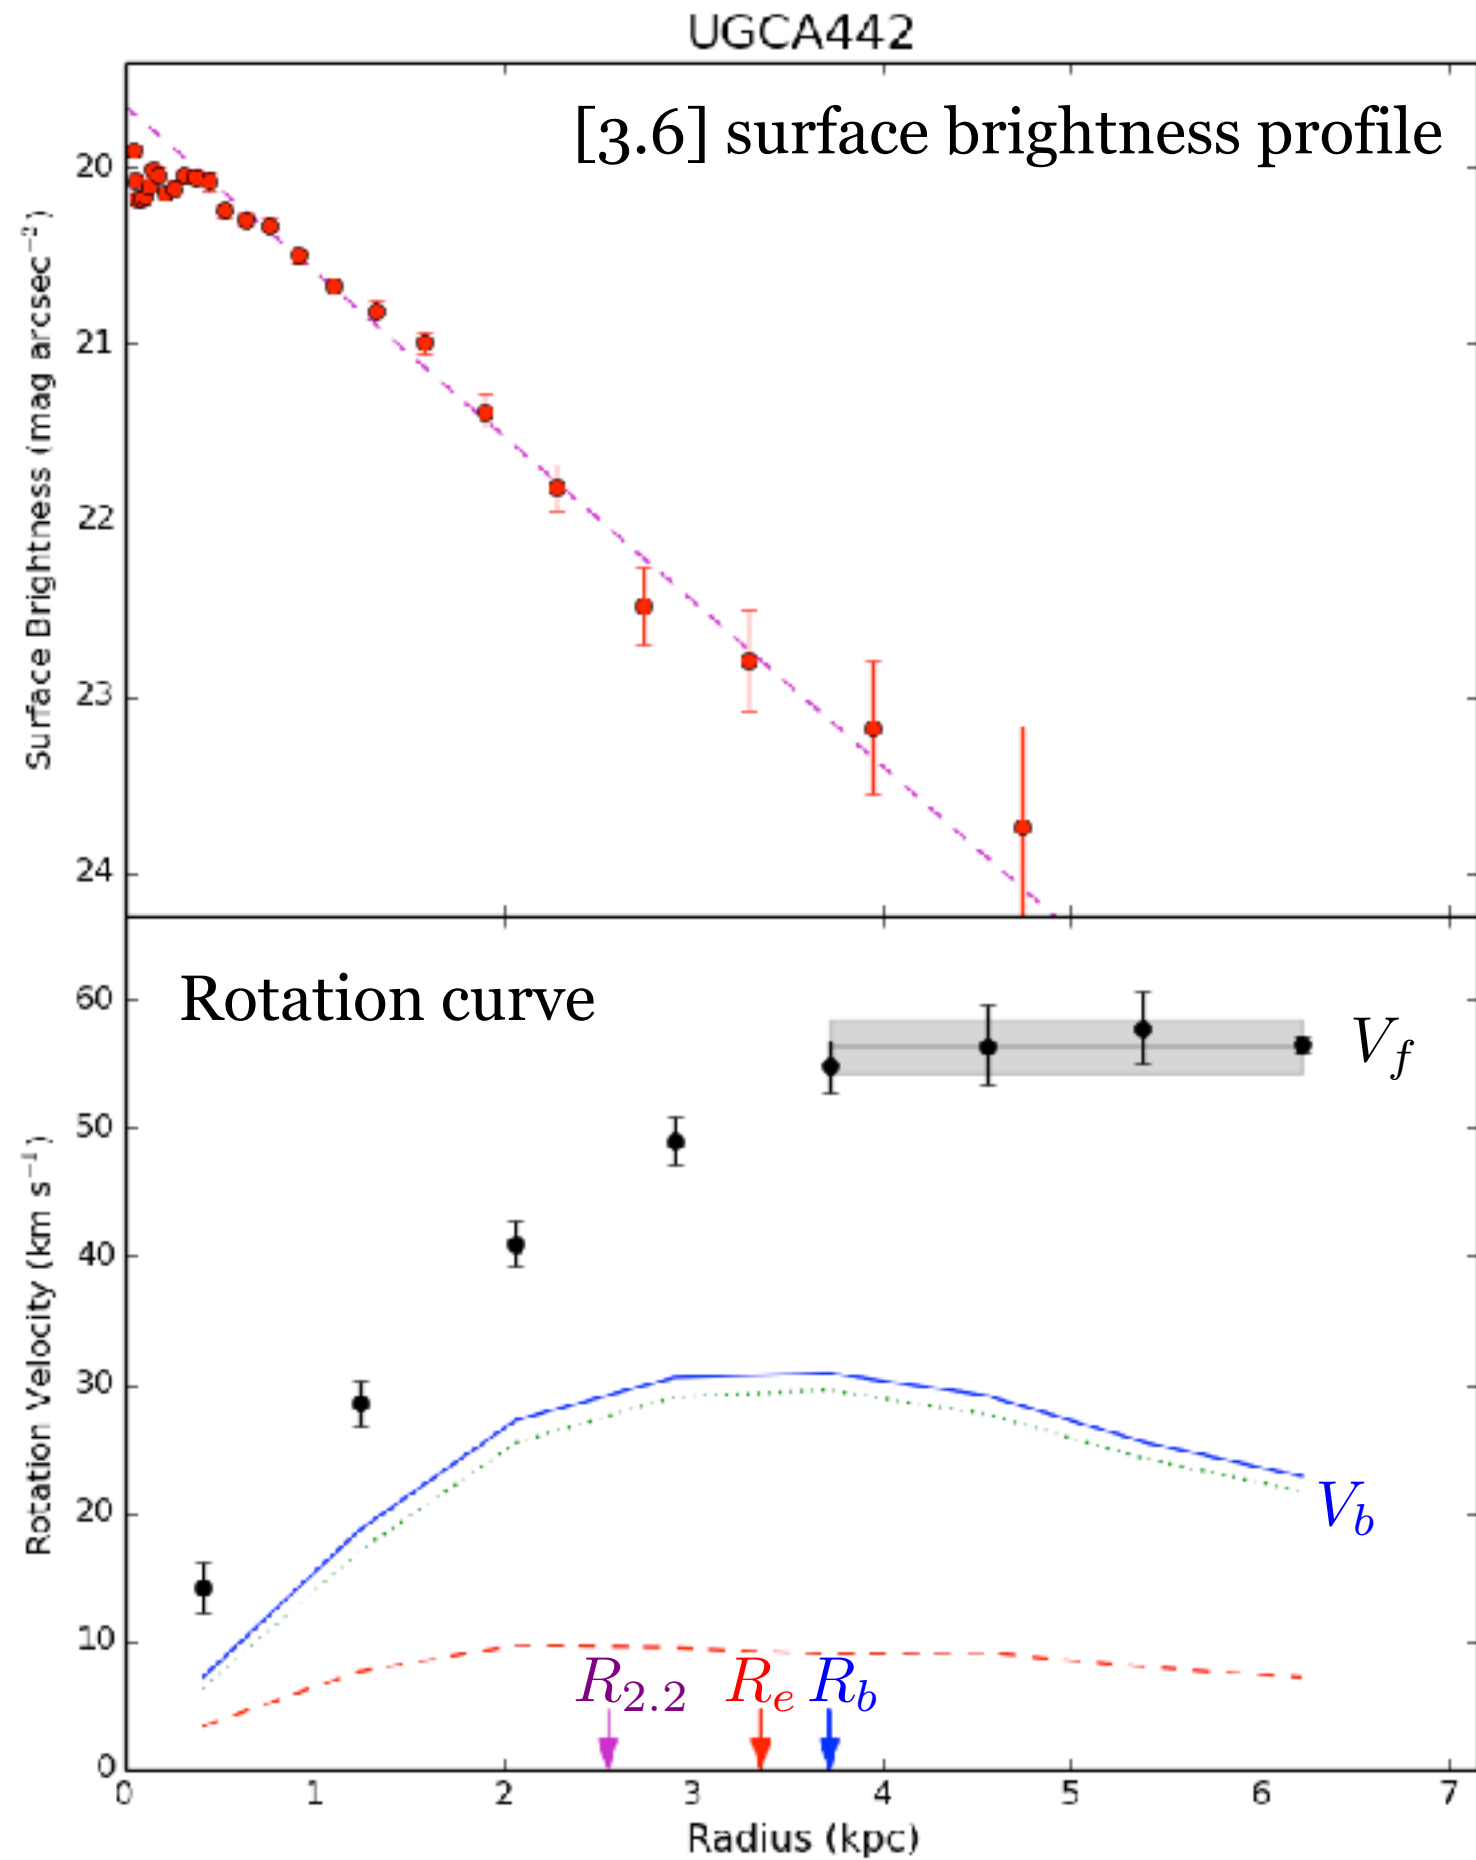 UGCA442
[3.6] surface brightness profile
Surface Brightness (mag arcsec⁻²)
20
21
22
23
24
Rotation curve
V_f
Rotation Velocity (km s⁻¹)
60
50
40
30
20
10
0
V_b
R_2.2 R_e R_b
0 1 2 3 4 5 6 7
Radius (kpc)